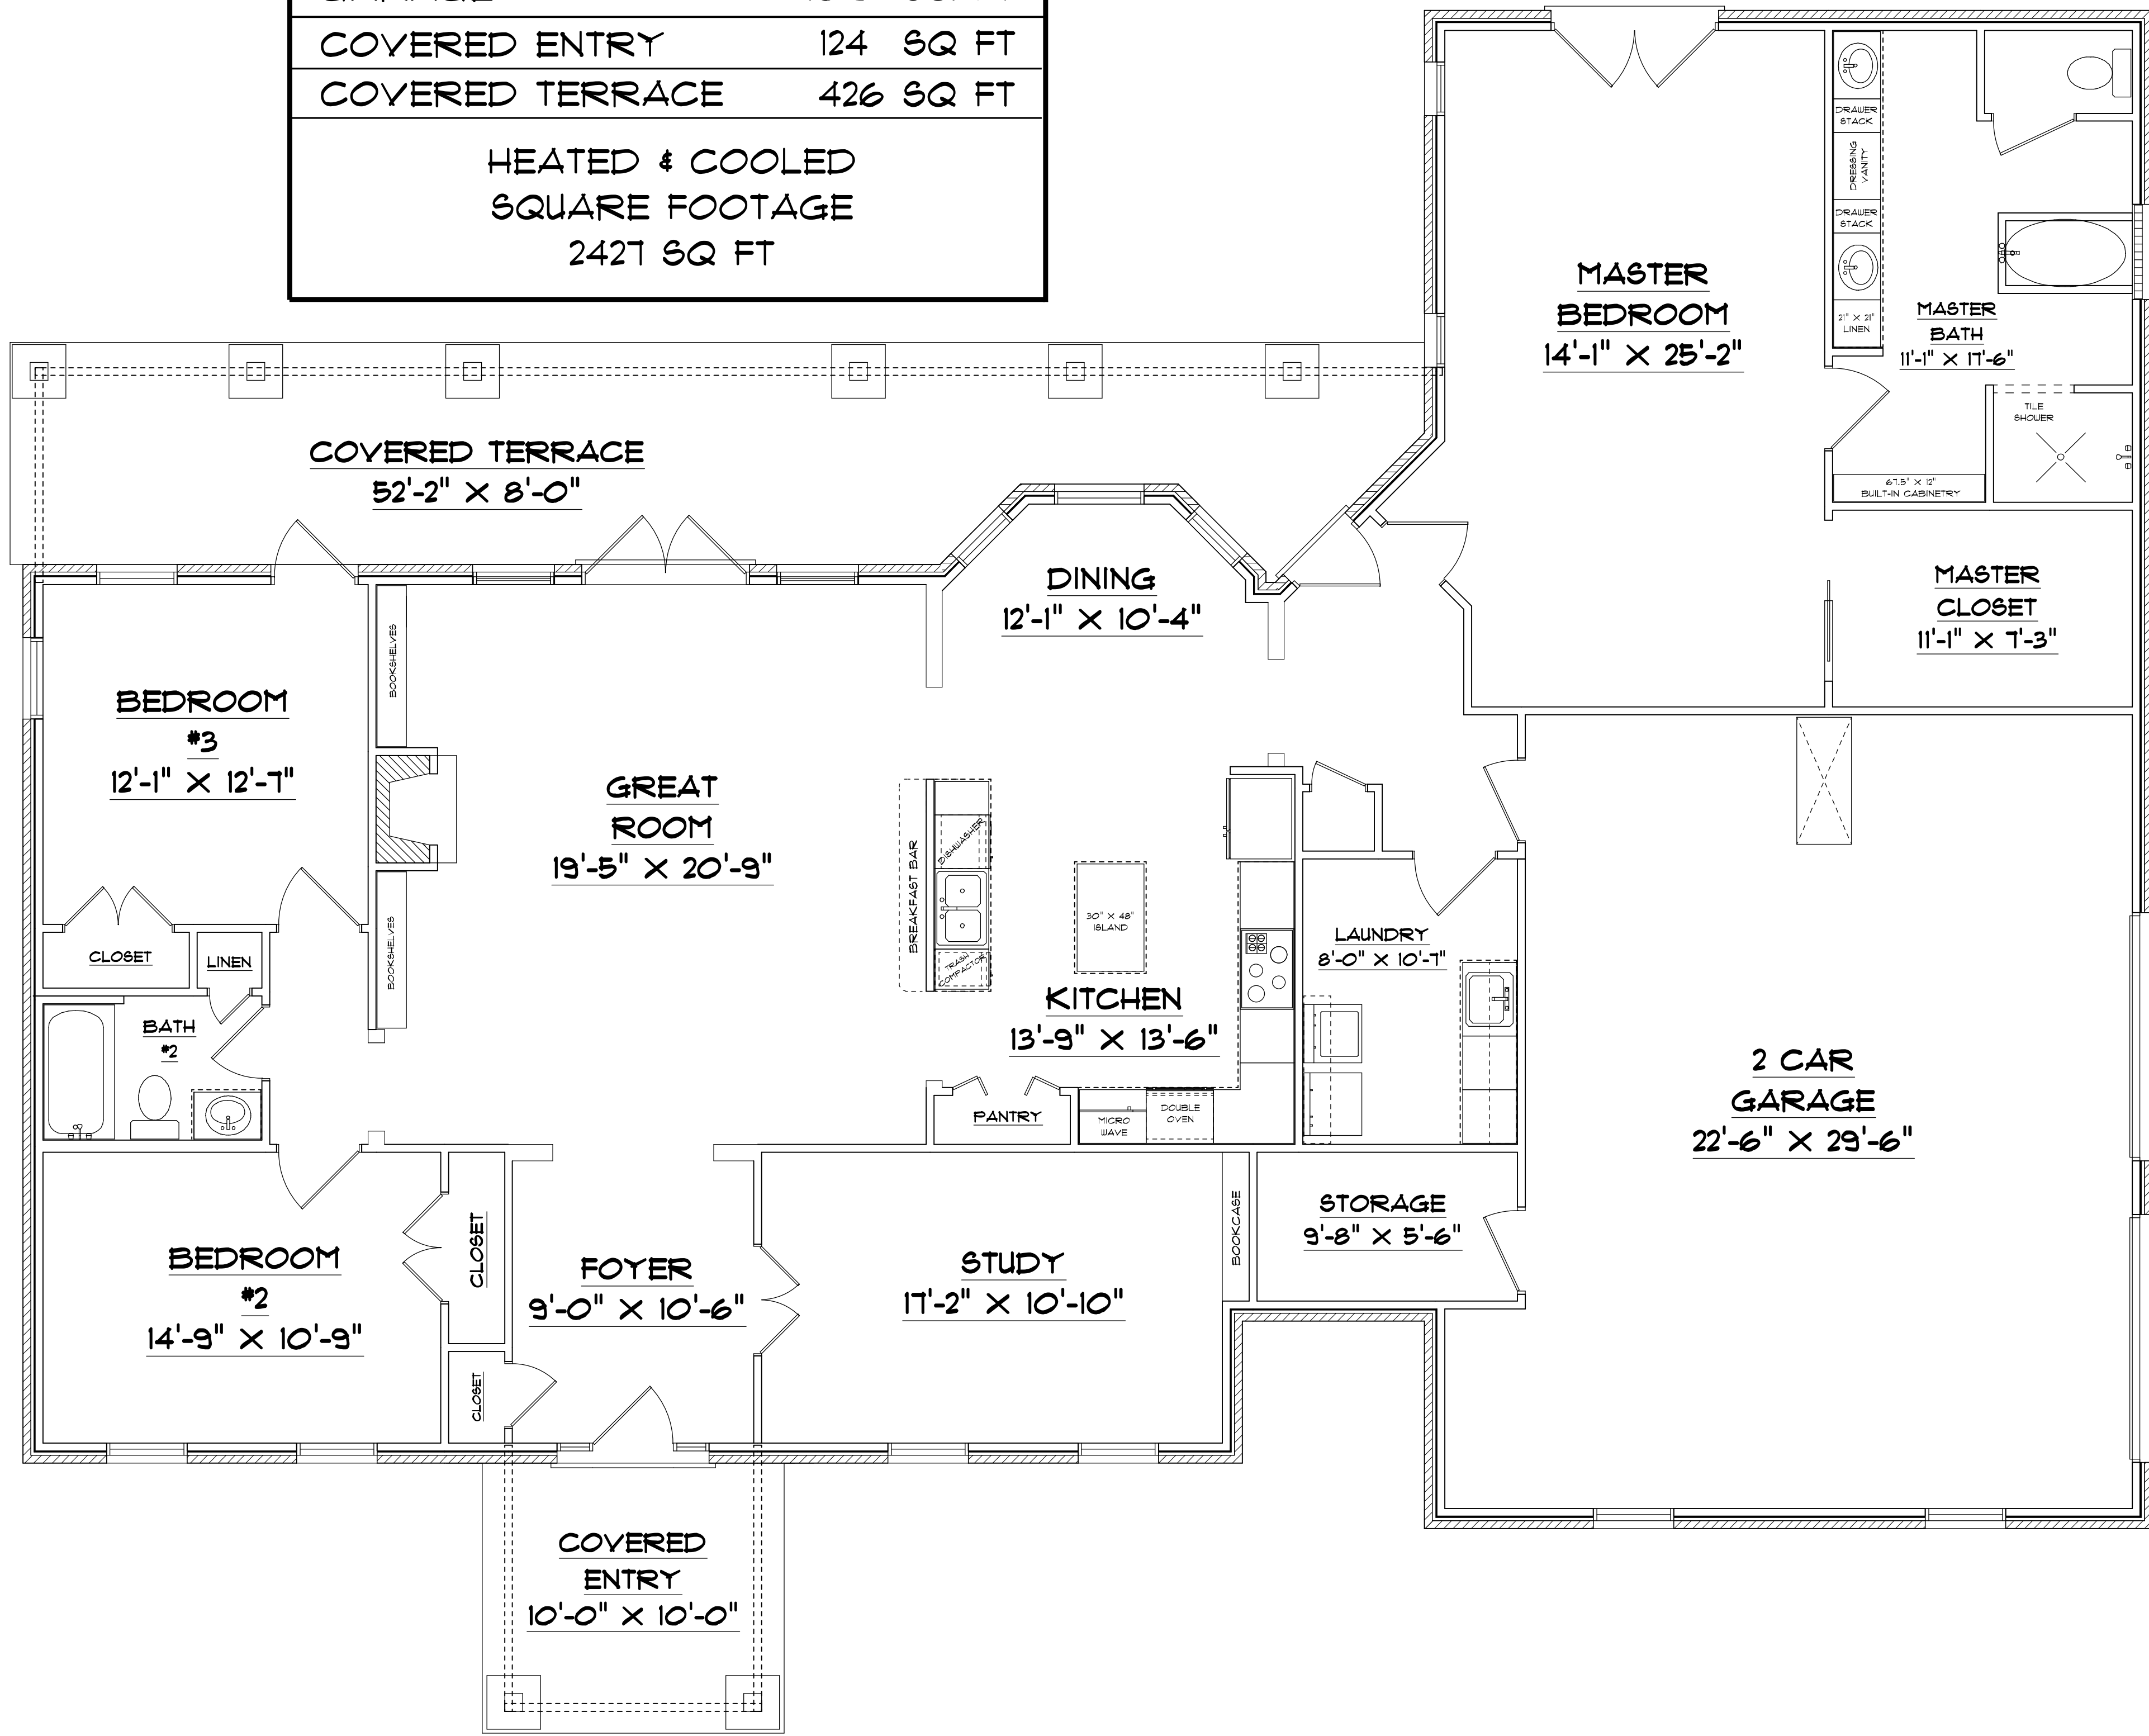 COVERED ENTRY 124 SQ FT
COVERED TERRACE 426 SQ FT
HEATED & COOLED
SQUARE FOOTAGE
2427 SQ FT
DRAWER
STACK
DRESSING
VANITY
DRAWER
STACK
21" X 21"
LINEN
MASTER
BEDROOM
14'-1" X 25'-2"
MASTER
BATH
11'-1" X 17'-6"
TILE
SHOWER
67.5" X 12"
BUILT-IN CABINETRY
COVERED TERRACE
52'-2" X 8'-0"
DINING
12'-1" X 10'-4"
MASTER
CLOSET
11'-1" X 7'-3"
BOOKSHELVES
BEDROOM
#3
12'-1" X 12'-7"
GREAT
ROOM
19'-5" X 20'-9"
BREAKFAST BAR
DISHWASHER
TRASH
COMPACTOR
30" X 48"
ISLAND
KITCHEN
13'-9" X 13'-6"
LAUNDRY
8'-0" X 10'-7"
CLOSET
LINEN
BOOKSHELVES
BATH
#2
PANTRY
MICRO
WAVE
DOUBLE
OVEN
2 CAR
GARAGE
22'-6" X 29'-6"
BEDROOM
#2
14'-9" X 10'-9"
CLOSET
CLOSET
FOYER
9'-0" X 10'-6"
STUDY
17'-2" X 10'-10"
BOOKCASE
STORAGE
9'-8" X 5'-6"
COVERED
ENTRY
10'-0" X 10'-0"